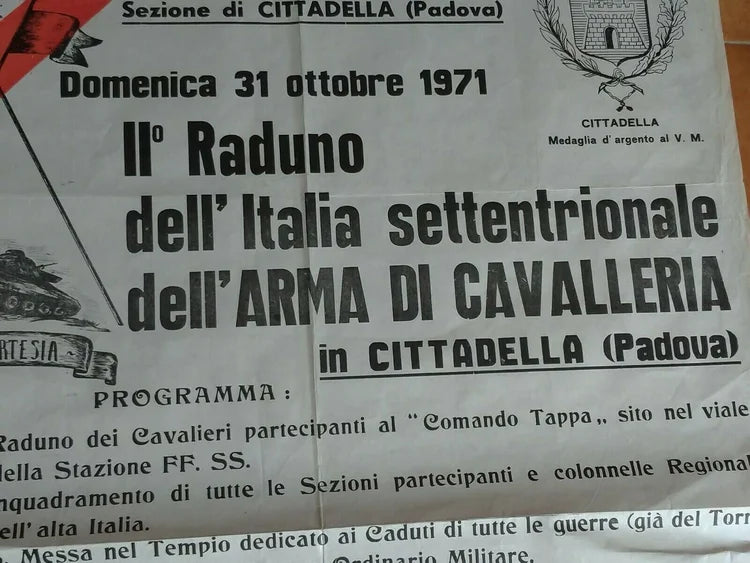 Sezione di CITTADELLA (Padova)
Domenica 31 ottobre 1971
CITTADELLA
Medaglia d'argento al V. M.
IIº Raduno
dell'Italia settentrionale
dell'ARMA DI CAVALLERIA
in CITTADELLA (Padova)
RTESIA
PROGRAMMA :
Raduno dei Cavalieri partecipanti al "Comando Tappa„ sito nel viale
della Stazione FF. SS.
nquadramento di tutte le Sezioni partecipanti e colonnelle Regional
ell'alta Italia.
. Messa nel Tempio dedicato ai Caduti di tutte le guerre (già del Torr
Ordinario Militare.